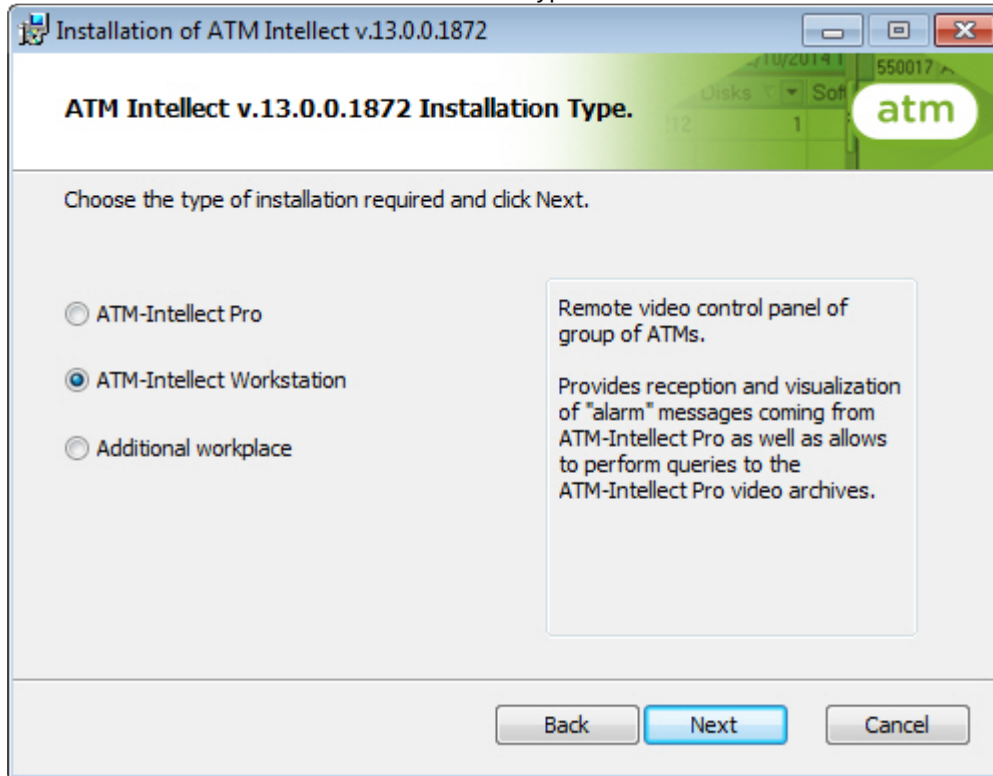 Installation of ATM Intellect v.13.0.0.1872
ATM Intellect v.13.0.0.1872 Installation Type.
Disks
1
550017
atm
Choose the type of installation required and click Next.
ATM-Intellect Pro
ATM-Intellect Workstation
Additional workplace
Remote video control panel of
group of ATMs.
Provides reception and visualization
of "alarm" messages coming from
ATM-Intellect Pro as well as allows
to perform queries to the
ATM-Intellect Pro video archives.
Back
Next
Cancel